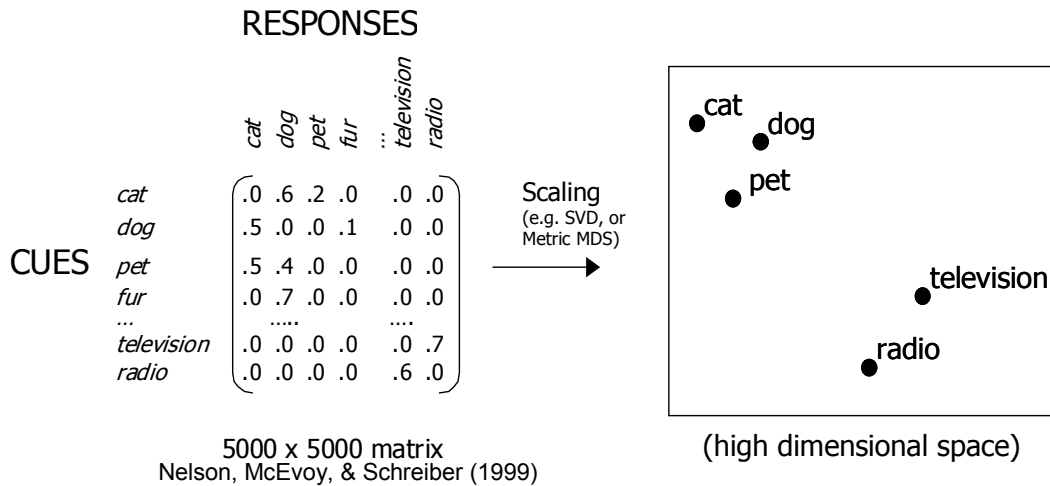 RESPONSES
cat dog pet fur ... television radio
cat .0 .6 .2 .0 .0 .0
dog .5 .0 .0 .1 .0 .0
CUES
pet .5 .4 .0 .0 .0 .0
fur .0 .7 .0 .0 .0 .0
... ..... ....
television .0 .0 .0 .0 .0 .7
radio .0 .0 .0 .0 .6 .0
5000 x 5000 matrix
Nelson, McEvoy, & Schreiber (1999)
Scaling
(e.g. SVD, or
Metric MDS)
cat
dog
pet
television
radio
(high dimensional space)